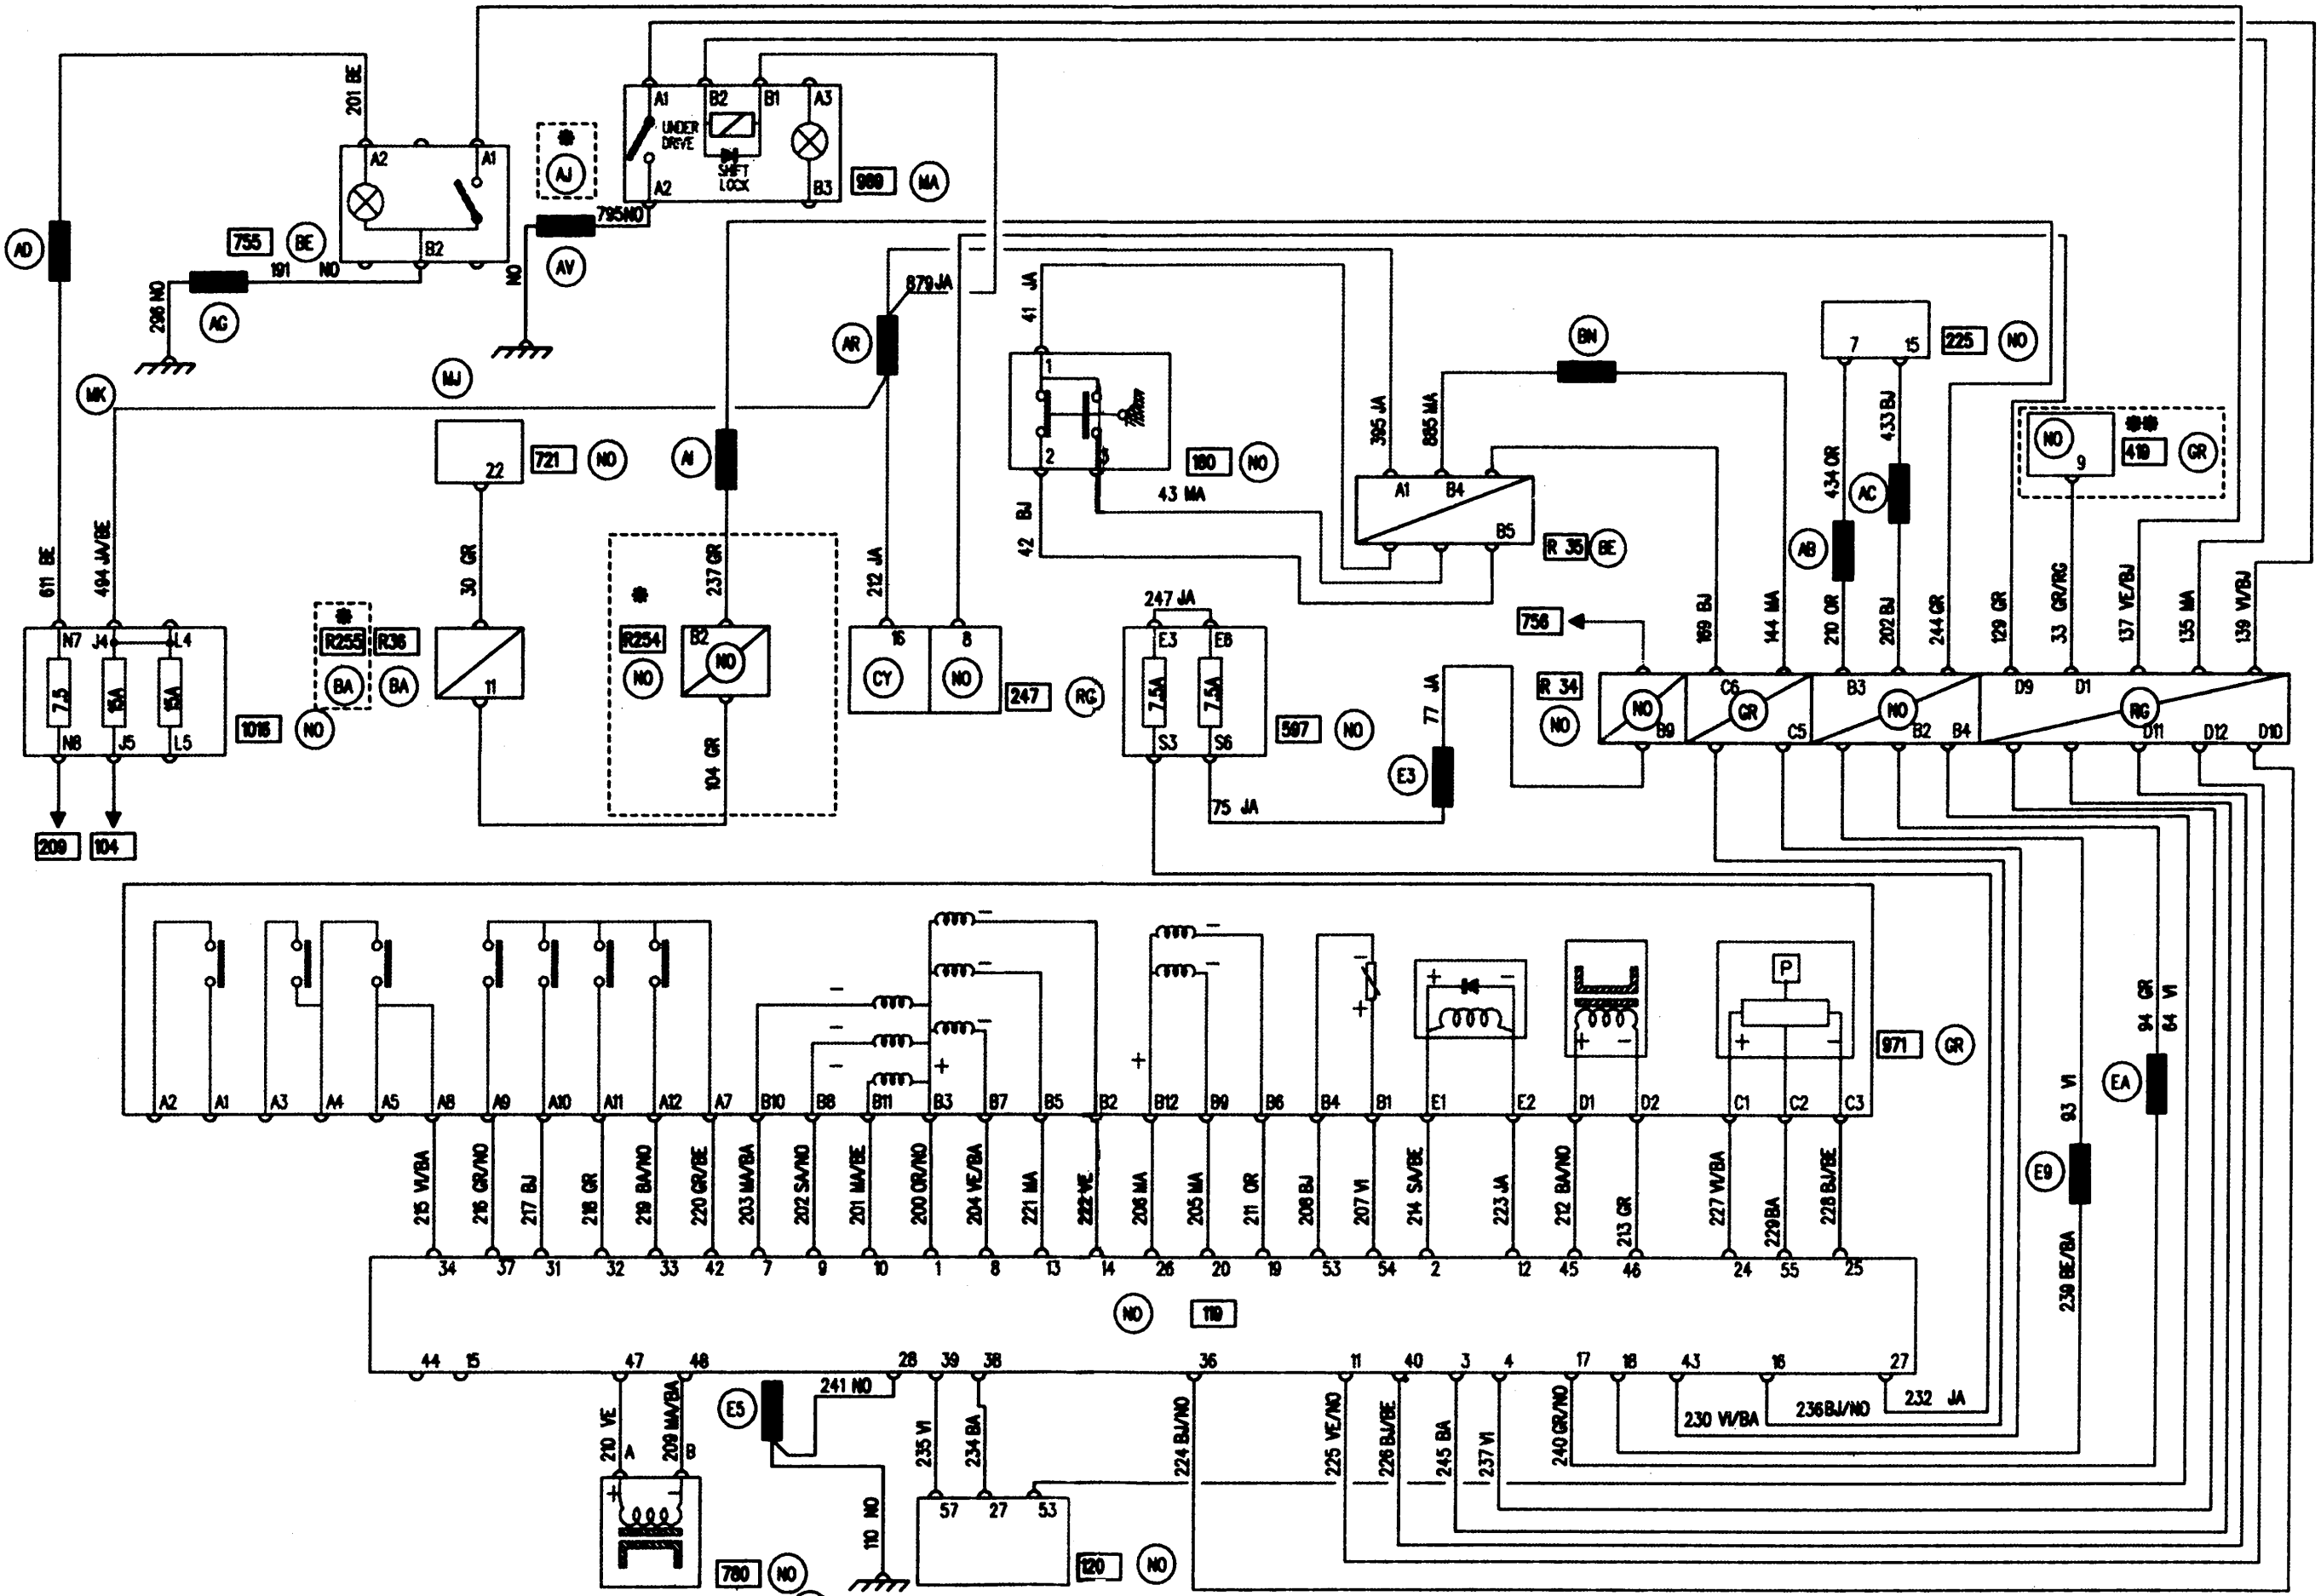 201 BE
A2
A1
B2
755
BE
191 NO
AG
296 NO
AD
AJ
AV
795NO
NO
A1
B2
B1
A3
UNDER
DRIVE
SHIFT
LOCK
A2
B3
989
MA
MK
MJ
879JA
AR
41 JA
1
2
3
160
NO
43 MA
42 BJ
395 JA
885 MA
BN
A1
B4
B5
R 35
BE
7
15
225
NO
434 OR
433 BJ
AC
AB
NO
9
419
GR
611 BE
494 JA/BE
721
NO
22
30 GR
AI
237 GR
212 JA
N7
J4
L4
7.5
15A
15A
N8
J5
L5
1016
NO
209
104
R255
R36
BA
BA
11
R254
NO
B2
NO
104 GR
16
8
CY
NO
247
RG
247 JA
E3
E6
7.5A
7.5A
S3
S6
597
NO
75 JA
77 JA
E3
756
R 34
NO
169 BJ
144 MA
210 OR
202 BJ
244 GR
129 GR
33 GR/RG
137 VE/BJ
135 MA
139 VI/BJ
NO
B9
C6
GR
C5
B3
NO
B2
B4
D9
D1
RG
D11
D12
D10
P
971
GR
94 GR
64 VI
EA
93 VI
E9
239 BE/BA
A2
A1
A3
A4
A5
A8
A9
A10
A11
A12
A7
B10
B8
B11
B3
B7
B5
B2
B12
B9
B6
B4
B1
E1
E2
D1
D2
C1
C2
C3
215 VI/BA
216 GR/NO
217 BJ
218 GR
219 BA/NO
220 GR/BE
203 MA/BA
202 SA/NO
201 MA/BE
200 OR/NO
204 VE/BA
221 MA
222 VE
206 MA
205 MA
211 OR
208 BJ
207 VI
214 SA/BE
223 JA
212 BA/NO
213 GR
227 VI/BA
229BA
228 BJ/BE
34
37
31
32
33
42
7
9
10
1
8
13
14
26
20
19
53
54
2
12
45
46
24
55
25
NO
119
44
15
47
48
28
39
38
36
11
40
3
4
17
18
43
16
27
210 VE
209 MA/BA
A
B
E5
241 NO
110 NO
235 VI
234 BA
224 BJ/NO
225 VE/NO
226 BJ/BE
245 BA
237 VI
240 GR/NO
230 VI/BA
236BJ/NO
232 JA
780
NO
57
27
53
120
NO